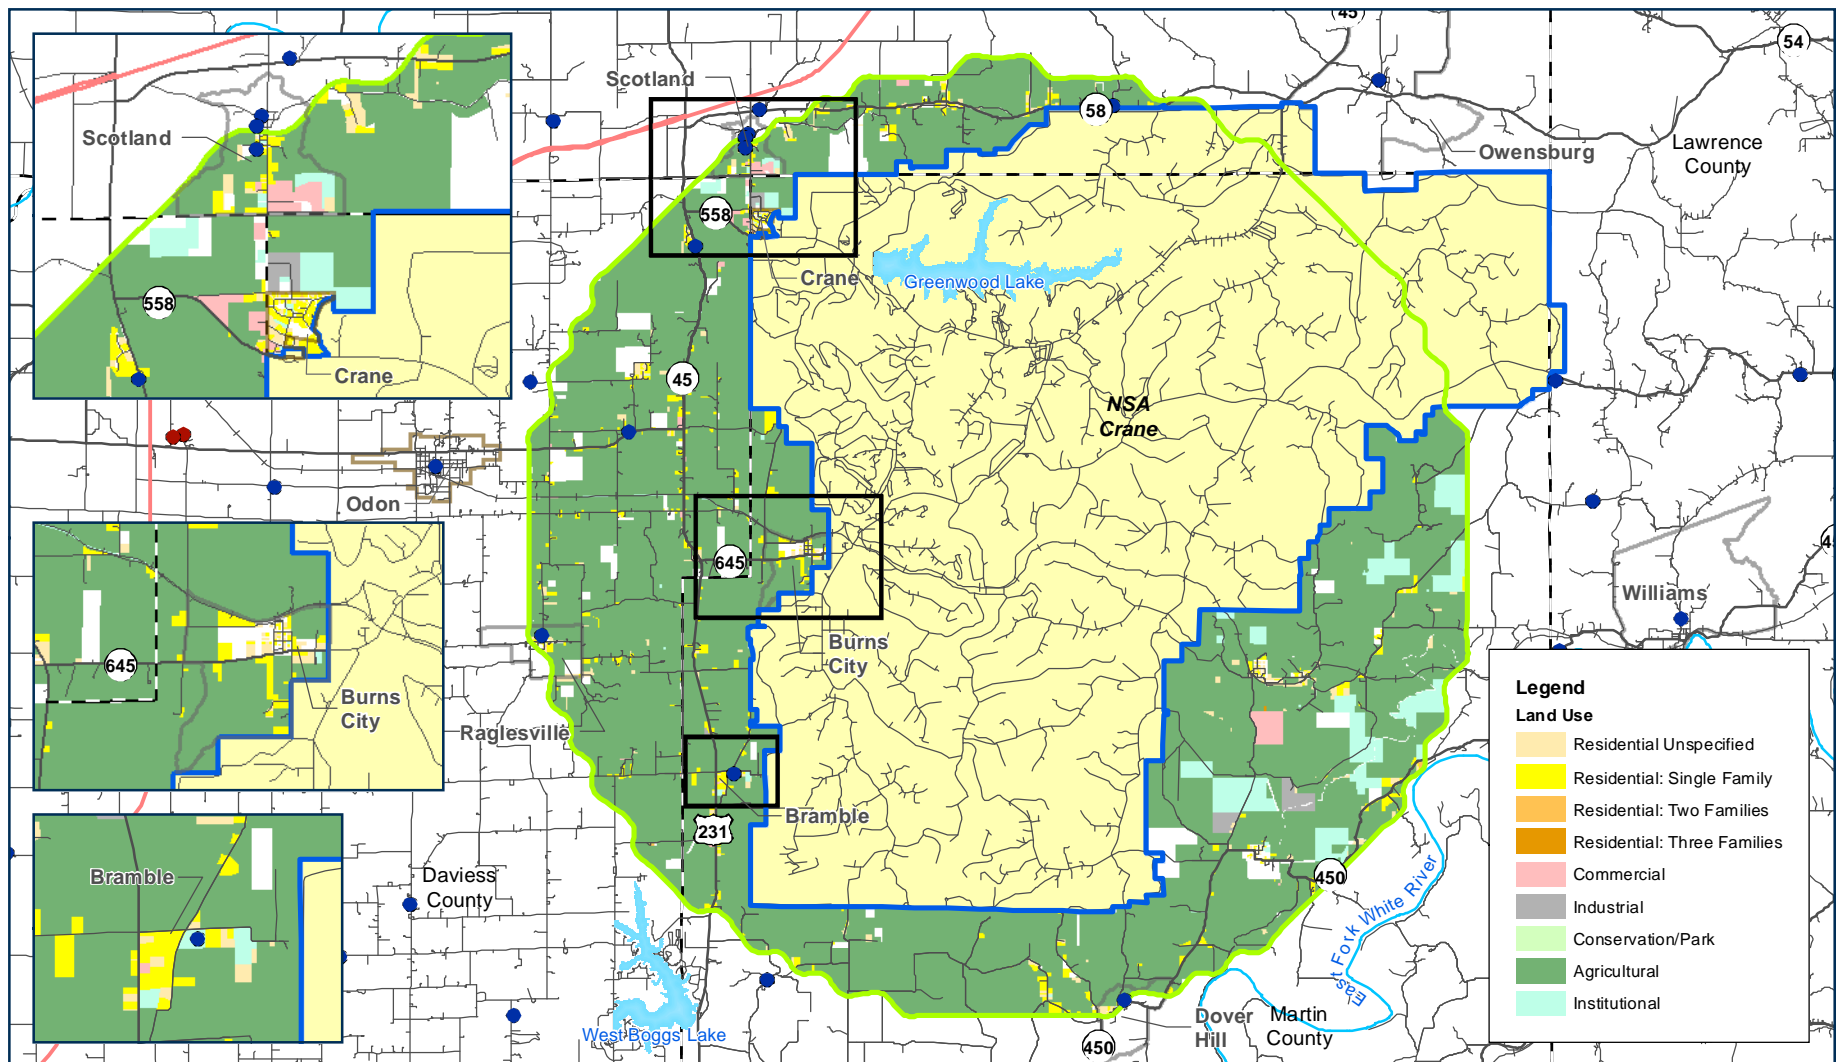 45
54
Scotland
58
Owensburg
Lawrence
County
Scotland
558
Crane
Greenwood Lake
558
Crane
45
NSA
Crane
Odon
645
Williams
645
Burns
City
Burns
City
Raglesville
Bramble
231
Bramble
Daviess
County
450
East Fork White River
West Boggs Lake
Dover
Hill
Martin
County
450
Legend
Land Use
Residential Unspecified
Residential: Single Family
Residential: Two Families
Residential: Three Families
Commercial
Industrial
Conservation/Park
Agricultural
Institutional